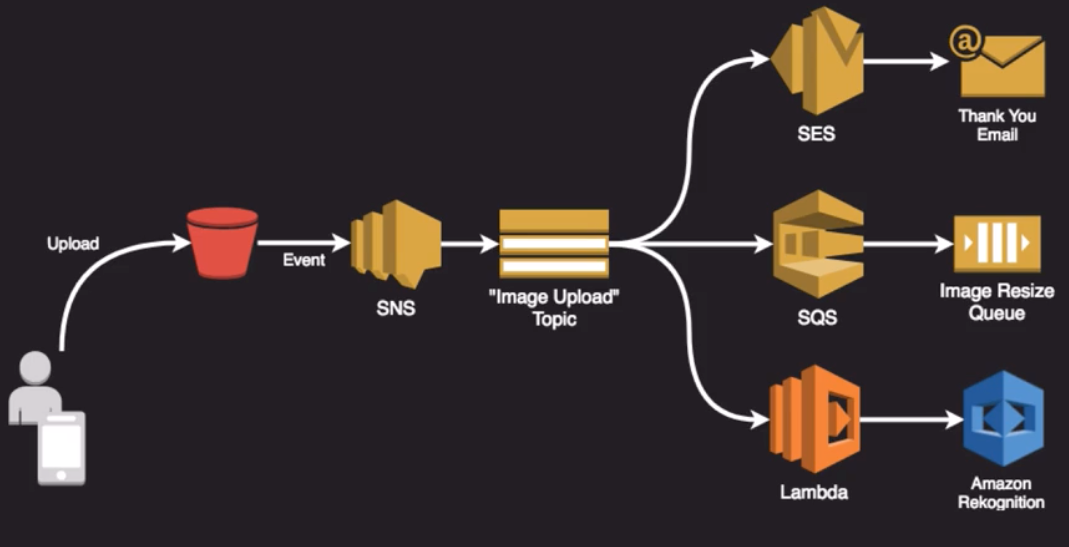 Upload
Event
SNS
"Image Upload"
Topic
SES
@
Thank You
Email
SQS
Image Resize
Queue
Lambda
Amazon
Rekognition